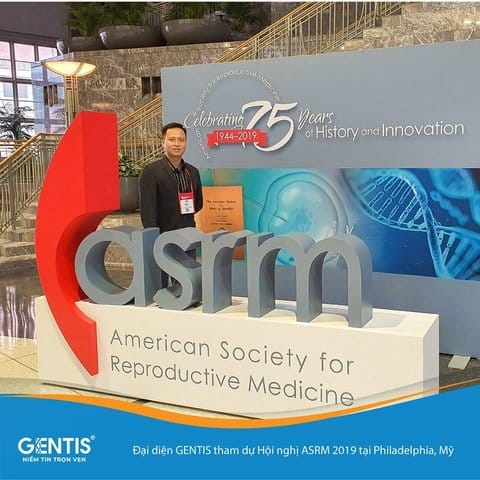 American Society for Reproductive Medicine
Celebrating 75 Years
1944–2019
of History and Innovation
asrm
American Society for
Reproductive Medicine
GENTIS®
NIỀM TIN TRỌN VẸN
Đại diện GENTIS tham dự Hội nghị ASRM 2019 tại Philadelphia, Mỹ